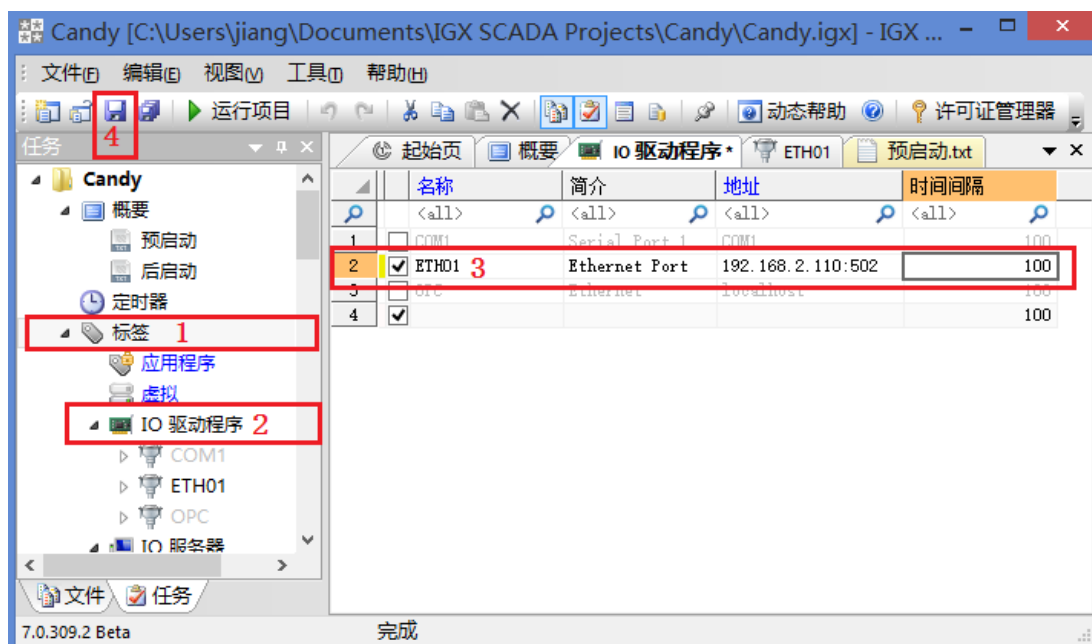 Candy [C:\Users\jiang\Documents\IGX SCADA Projects\Candy\Candy.igx] - IGX ...
文件(F) 编辑(E) 视图(V) 工具(T) 帮助(H)
运行项目 动态帮助 许可证管理器
4
任务
起始页 概要 IO 驱动程序* ETH01 预启动.txt
Candy
概要
预启动
后启动
定时器
标签 1
应用程序
虚拟
IO 驱动程序 2
COM1
ETH01
OPC
IO 服务器
文件 任务
名称 简介 地址 时间间隔
<all> <all> <all> <all>
1 COM1 Serial Port 1 COM1 100
2 ETH01 3 Ethernet Port 192.168.2.110:502 100
3 OPC Ethernet localhost 100
4 100
7.0.309.2 Beta 完成